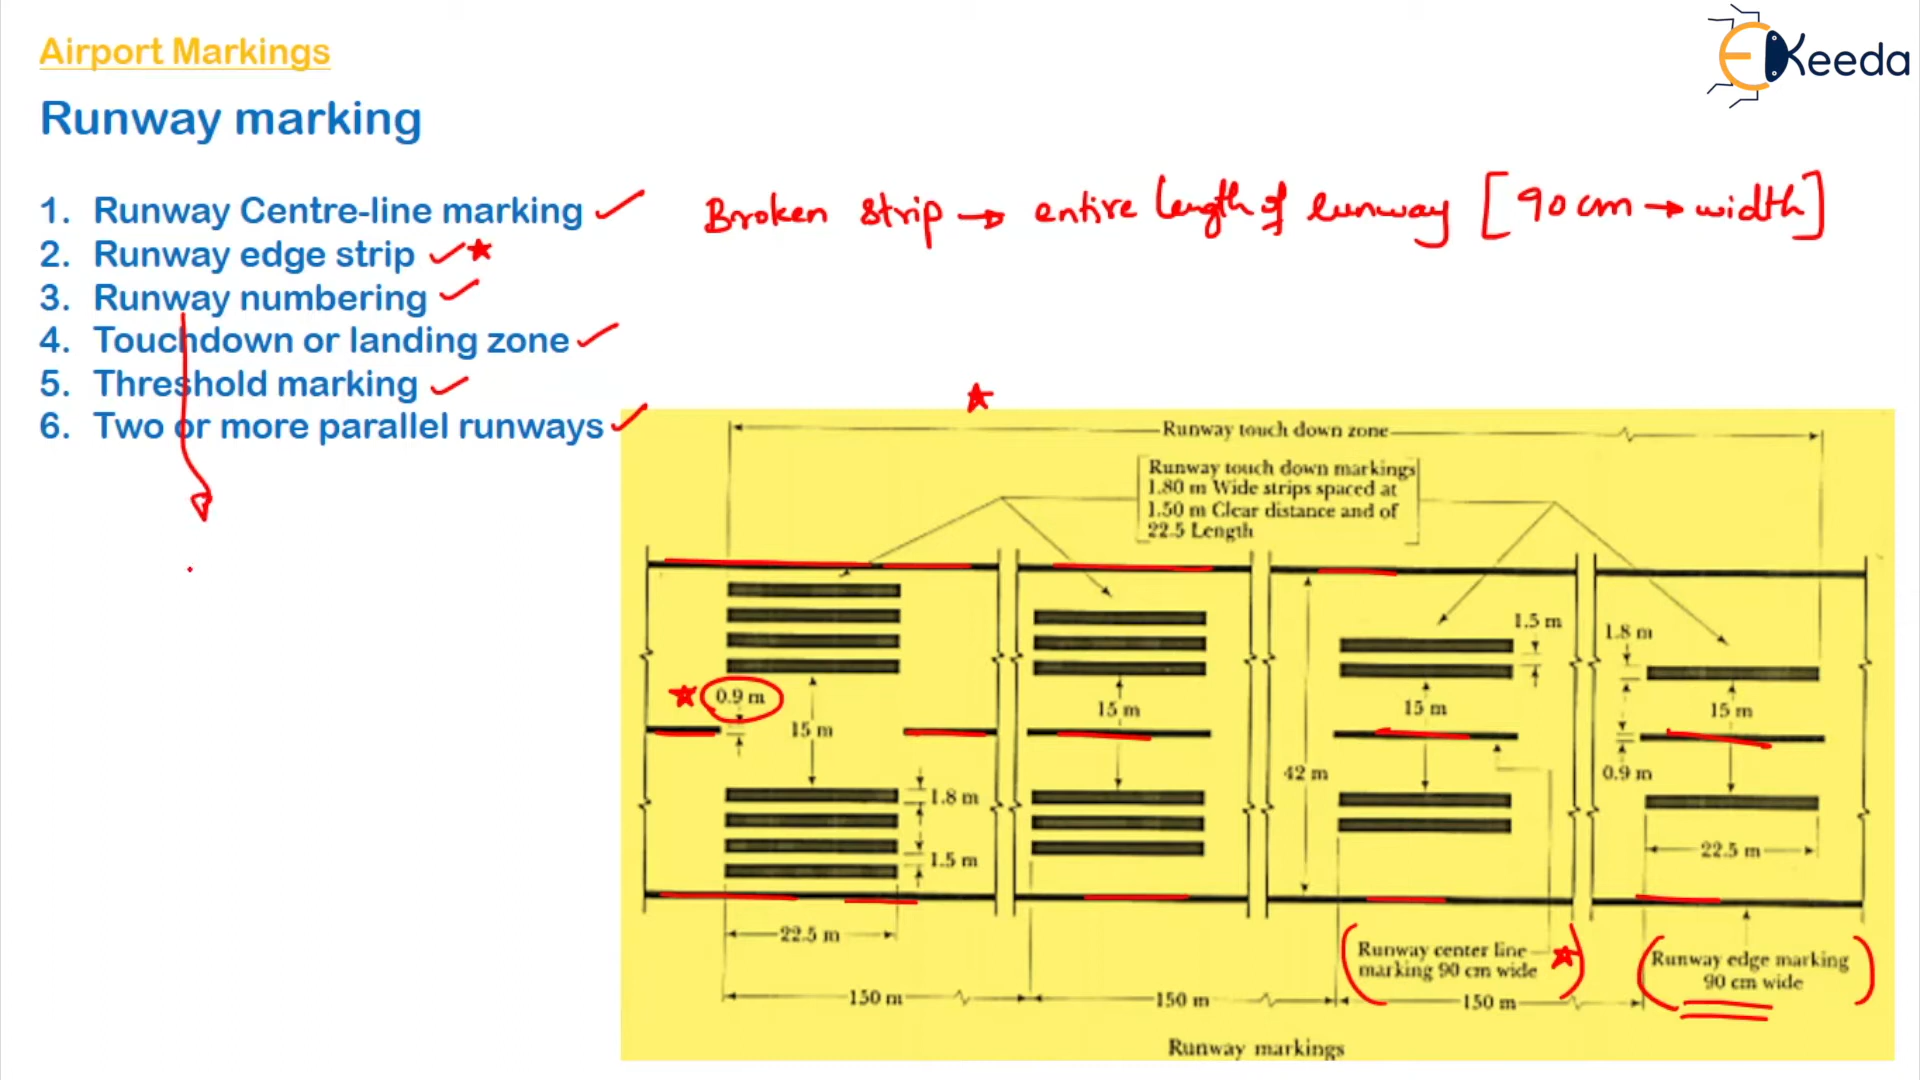 Airport Markings
Keeda
Runway marking
1. Runway Centre-line marking
Broken strip → entire length of runway [90 cm → width]
2. Runway edge strip
3. Runway numbering
4. Touchdown or landing zone
5. Threshold marking
6. Two or more parallel runways
Runway touch down zone
Runway touch down markings
1.80 m Wide strips spaced at
1.50 m Clear distance and of
22.5 Length
1.5 m
1.8 m
0.9 m
15 m
15 m
15 m
15 m
42 m
0.9 m
1.8 m
1.5 m
22.5 m
22.5 m
Runway center line
marking 90 cm wide
Runway edge marking
90 cm wide
150 m
150 m
150 m
Runway markings